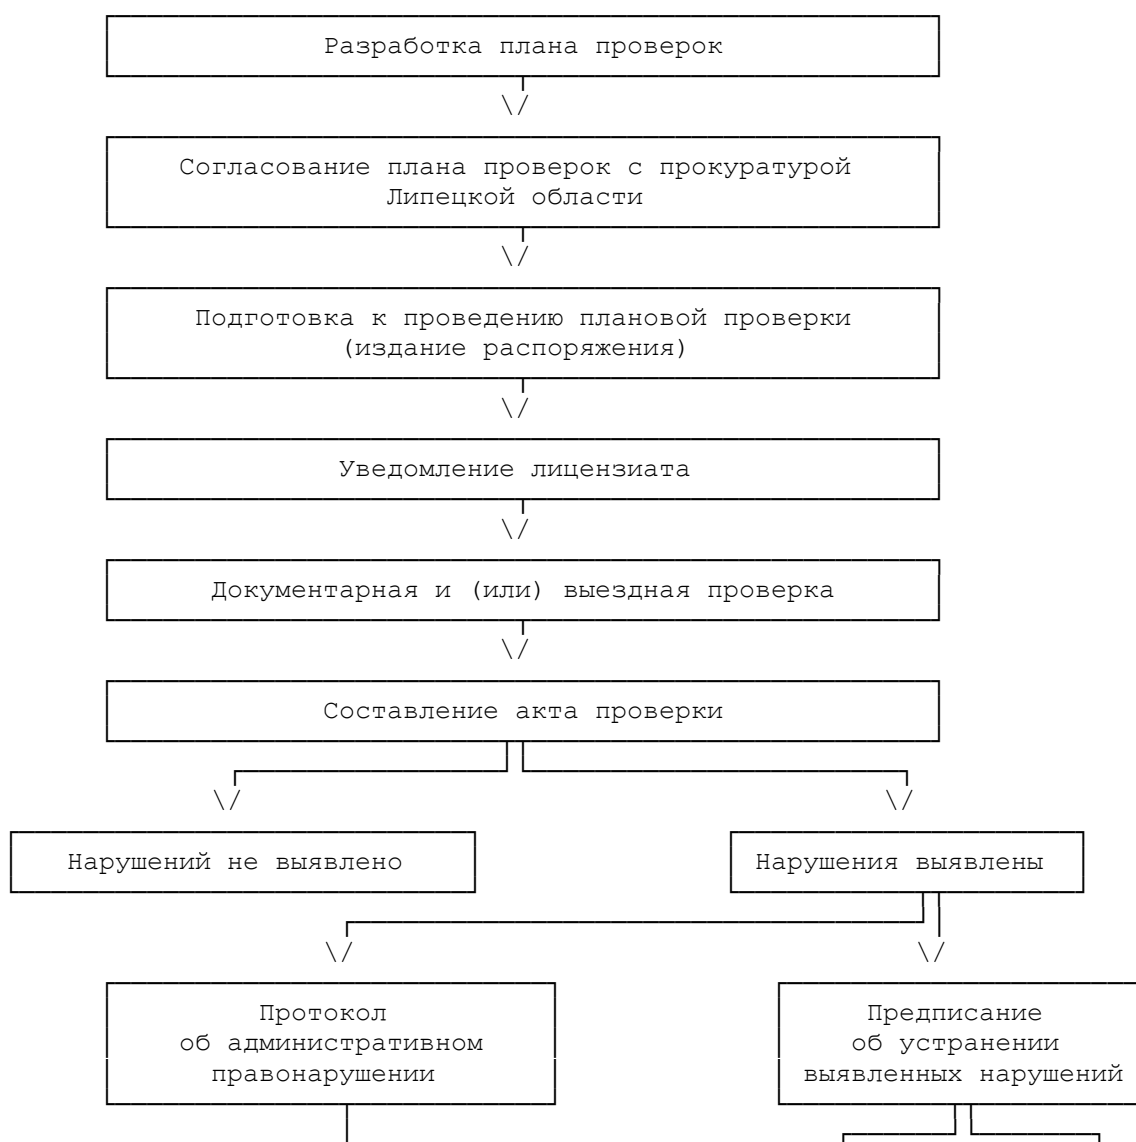 Разработка плана проверок
Согласование плана проверок с прокуратурой
Липецкой области
Подготовка к проведению плановой проверки
(издание распоряжения)
Уведомление лицензиата
Документарная и (или) выездная проверка
Составление акта проверки
Нарушений не выявлено
Нарушения выявлены
Протокол
об административном
правонарушении
Предписание
об устранении
выявленных нарушений